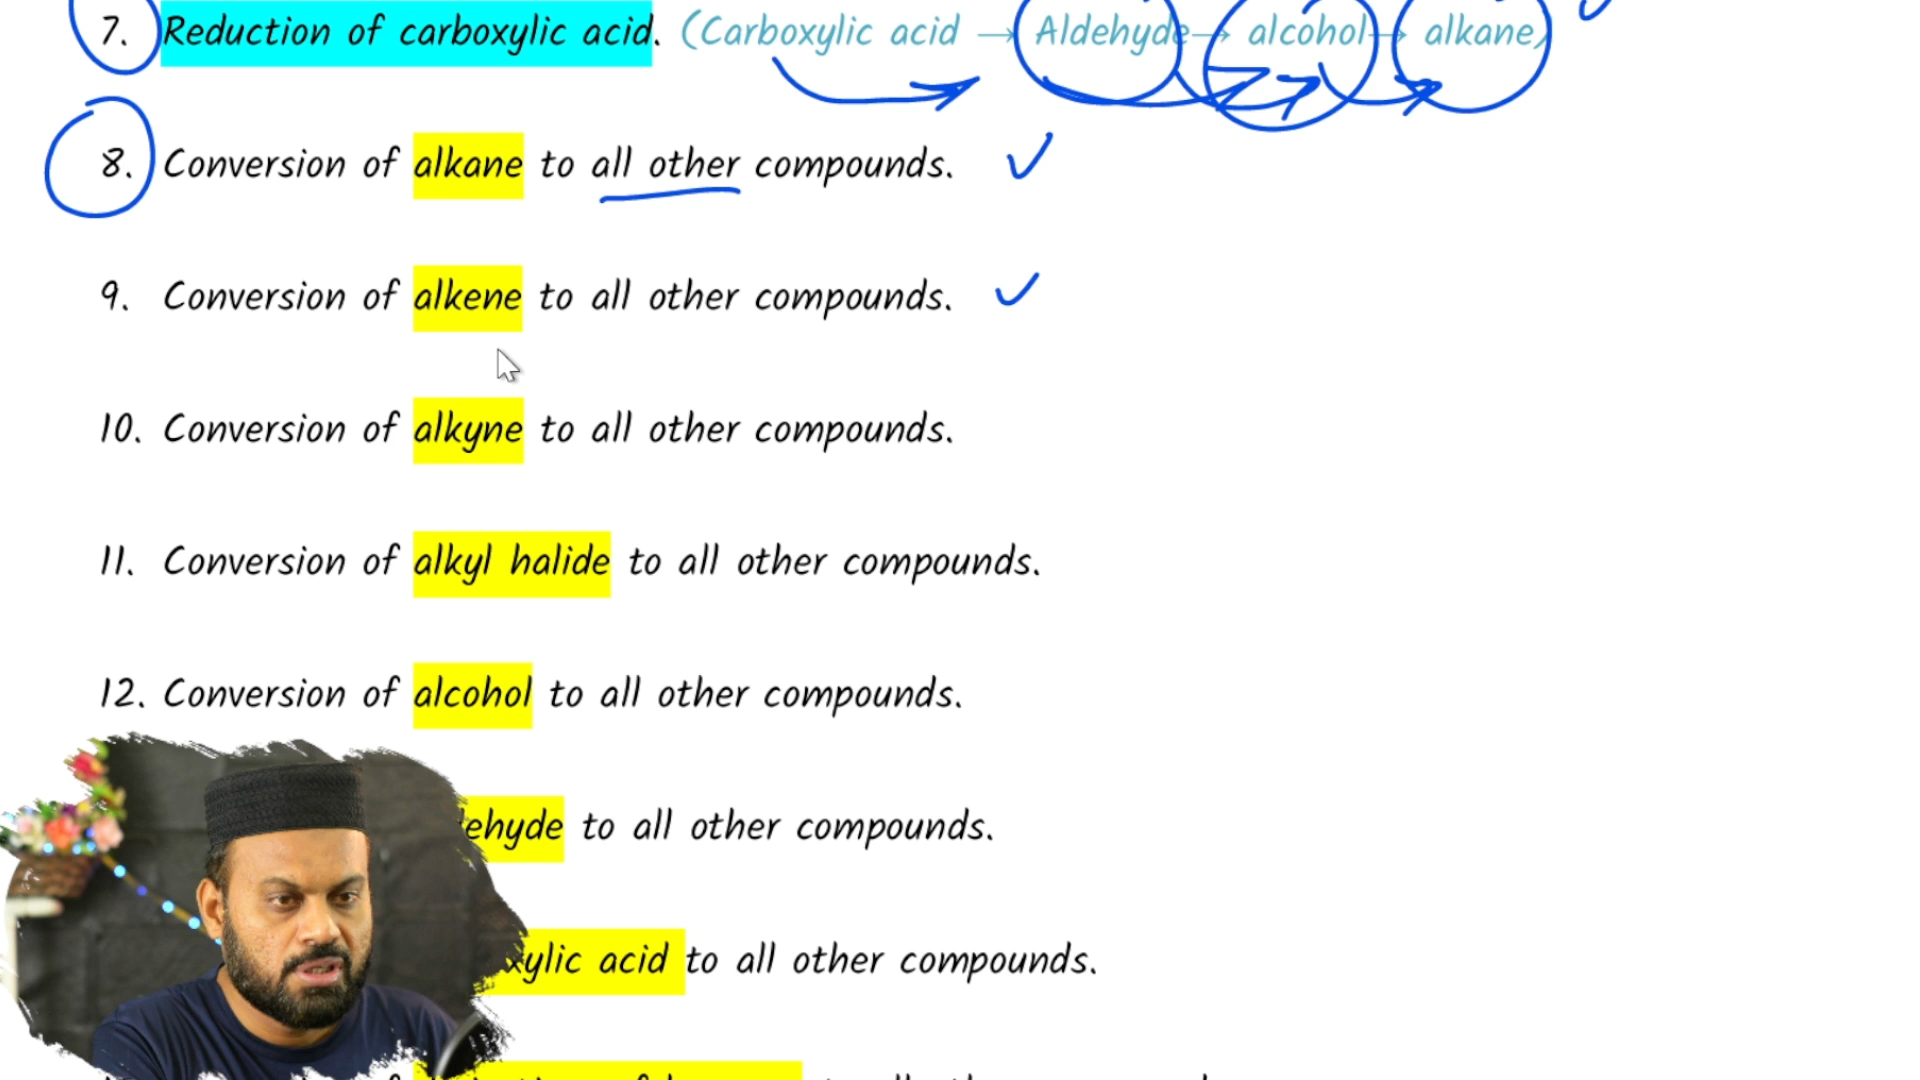 7. Reduction of carboxylic acid. (Carboxylic acid → Aldehyde → alcohol → alkane)
8. Conversion of alkane to all other compounds.
9. Conversion of alkene to all other compounds.
10. Conversion of alkyne to all other compounds.
11. Conversion of alkyl halide to all other compounds.
12. Conversion of alcohol to all other compounds.
ehyde to all other compounds.
xylic acid to all other compounds.